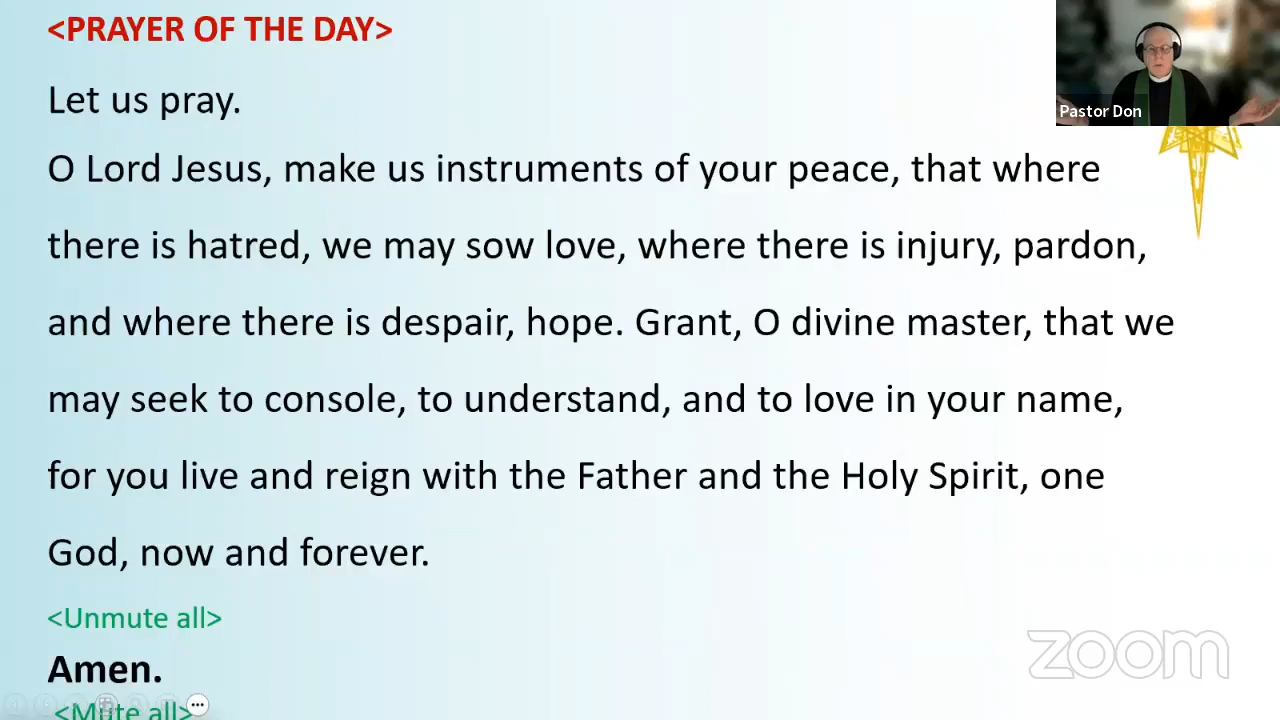 <PRAYER OF THE DAY>
Let us pray.
O Lord Jesus, make us instruments of your peace, that where
there is hatred, we may sow love, where there is injury, pardon,
and where there is despair, hope. Grant, O divine master, that we
may seek to console, to understand, and to love in your name,
for you live and reign with the Father and the Holy Spirit, one
God, now and forever.
<Unmute all>
Amen.
<Mute all>
Pastor Don
zoom